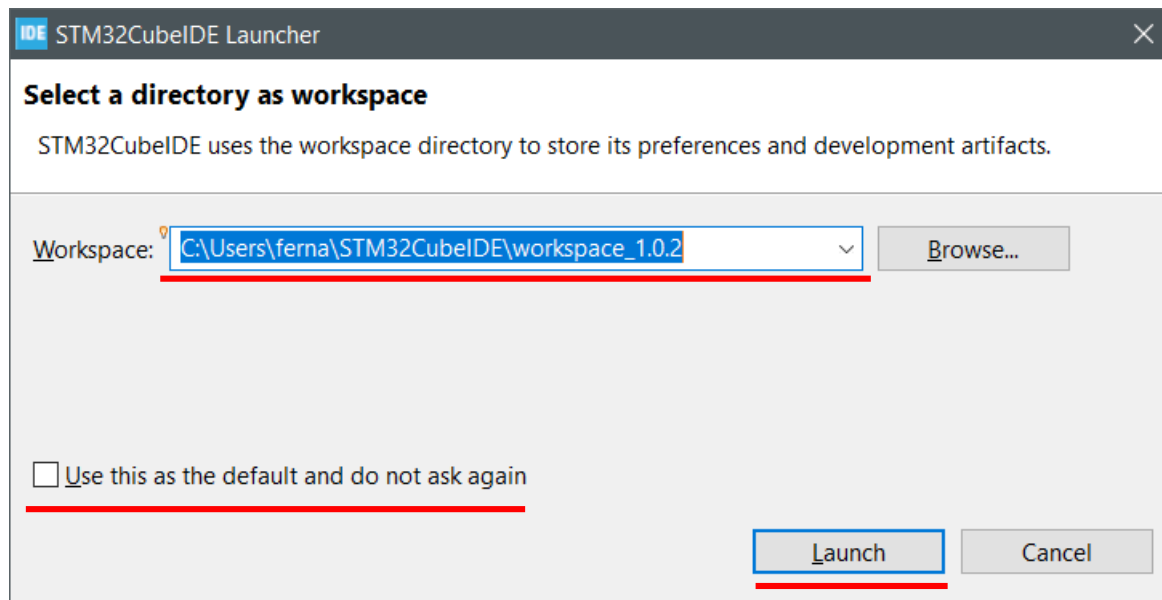 IDE STM32CubeIDE Launcher
Select a directory as workspace
STM32CubeIDE uses the workspace directory to store its preferences and development artifacts.
Workspace: C:\Users\ferna\STM32CubeIDE\workspace_1.0.2 Browse...
Use this as the default and do not ask again
Launch Cancel